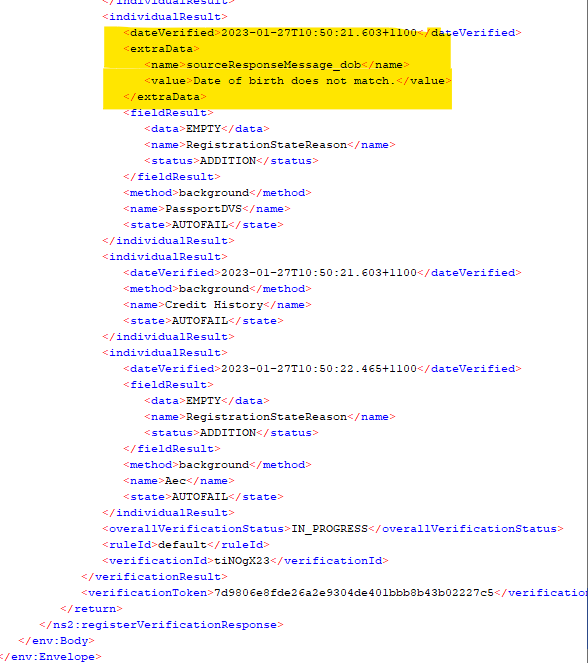 </individualResult>
<individualResult>
<dateVerified>2023-01-27T10:50:21.603+1100</dateVerified>
<extraData>
<name>sourceResponseMessage_dob</name>
<value>Date of birth does not match.</value>
</extraData>
<fieldResult>
<data>EMPTY</data>
<name>RegistrationStateReason</name>
<status>ADDITION</status>
</fieldResult>
<method>background</method>
<name>PassportDVS</name>
<state>AUTOFAIL</state>
</individualResult>
<individualResult>
<dateVerified>2023-01-27T10:50:21.603+1100</dateVerified>
<method>background</method>
<name>Credit History</name>
<state>AUTOFAIL</state>
</individualResult>
<individualResult>
<dateVerified>2023-01-27T10:50:22.465+1100</dateVerified>
<fieldResult>
<data>EMPTY</data>
<name>RegistrationStateReason</name>
<status>ADDITION</status>
</fieldResult>
<method>background</method>
<name>Aec</name>
<state>AUTOFAIL</state>
</individualResult>
<overallVerificationStatus>IN_PROGRESS</overallVerificationStatus>
<ruleId>default</ruleId>
<verificationId>tiNOgX23</verificationId>
</verificationResult>
<verificationToken>7d9806e8fde26a2e9304de401bbb8b43b02227c5</verificatio
</return>
</ns2:registerVerificationResponse>
</env:Body>
</env:Envelope>